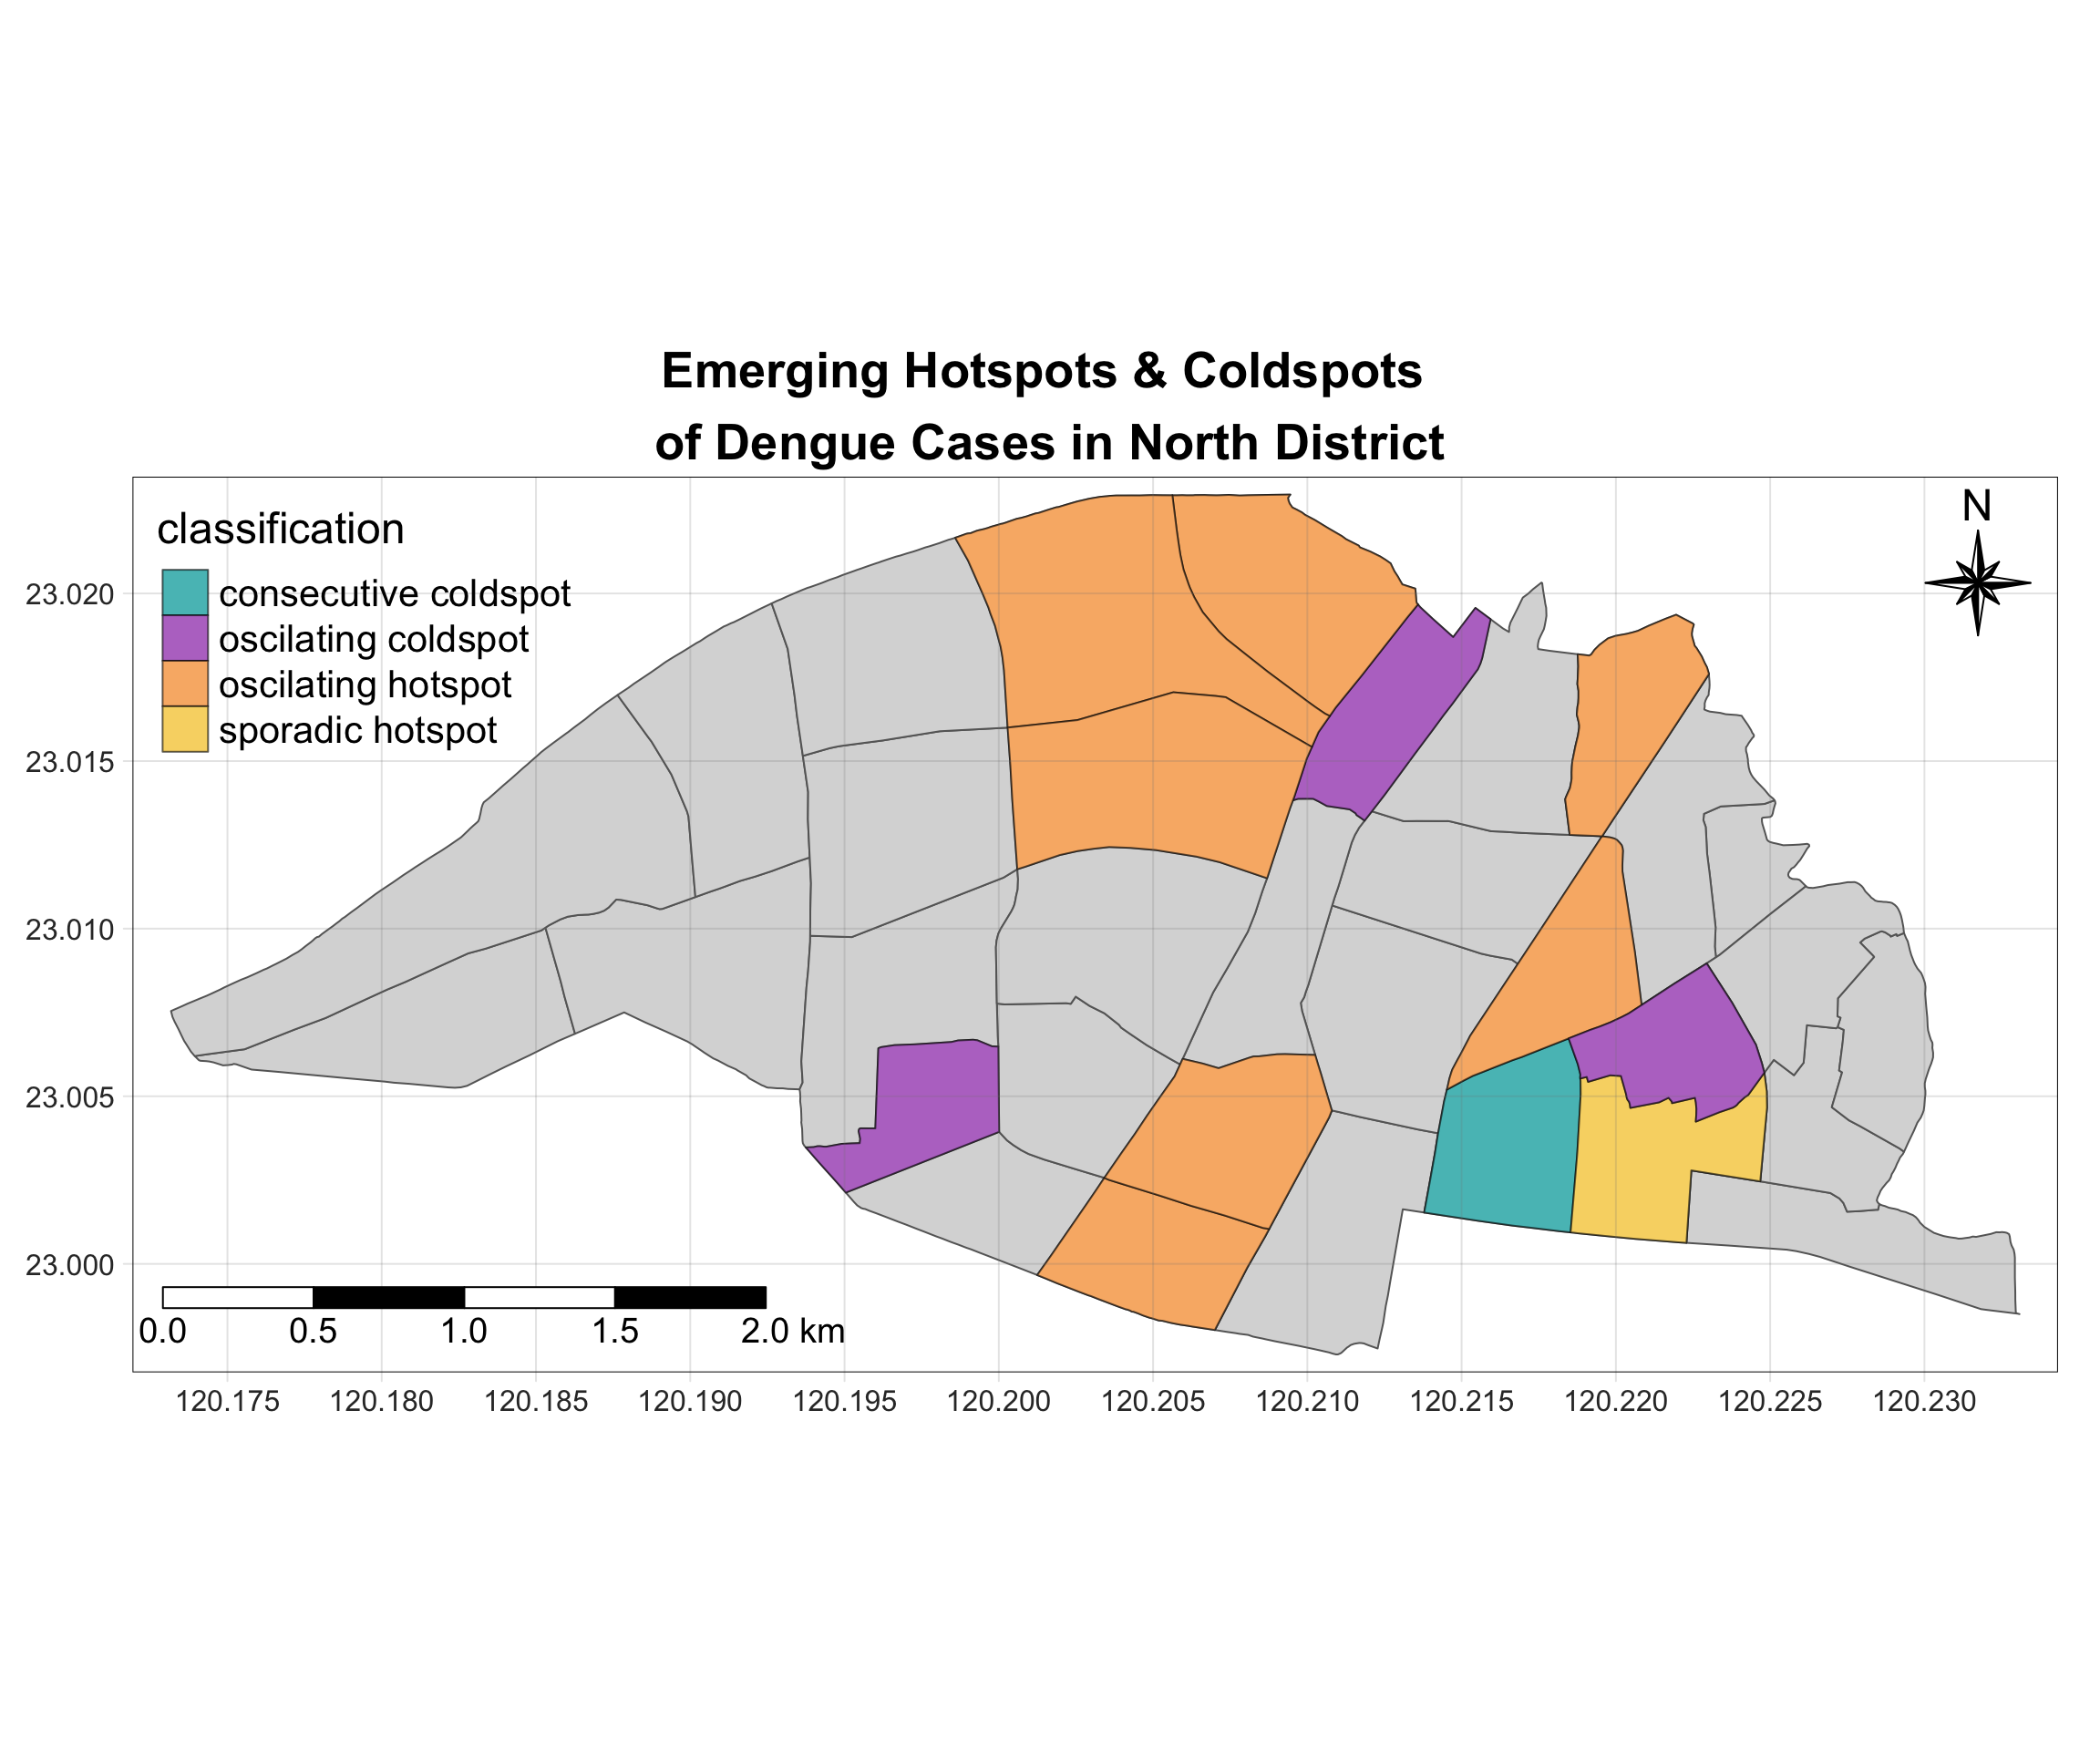 Emerging Hotspots & Coldspots
of Dengue Cases in North District
classification
consecutive coldspot
oscilating coldspot
oscilating hotspot
sporadic hotspot
N
23.020
23.015
23.010
23.005
23.000
0.0 0.5 1.0 1.5 2.0 km
120.175 120.180 120.185 120.190 120.195 120.200 120.205 120.210 120.215 120.220 120.225 120.230